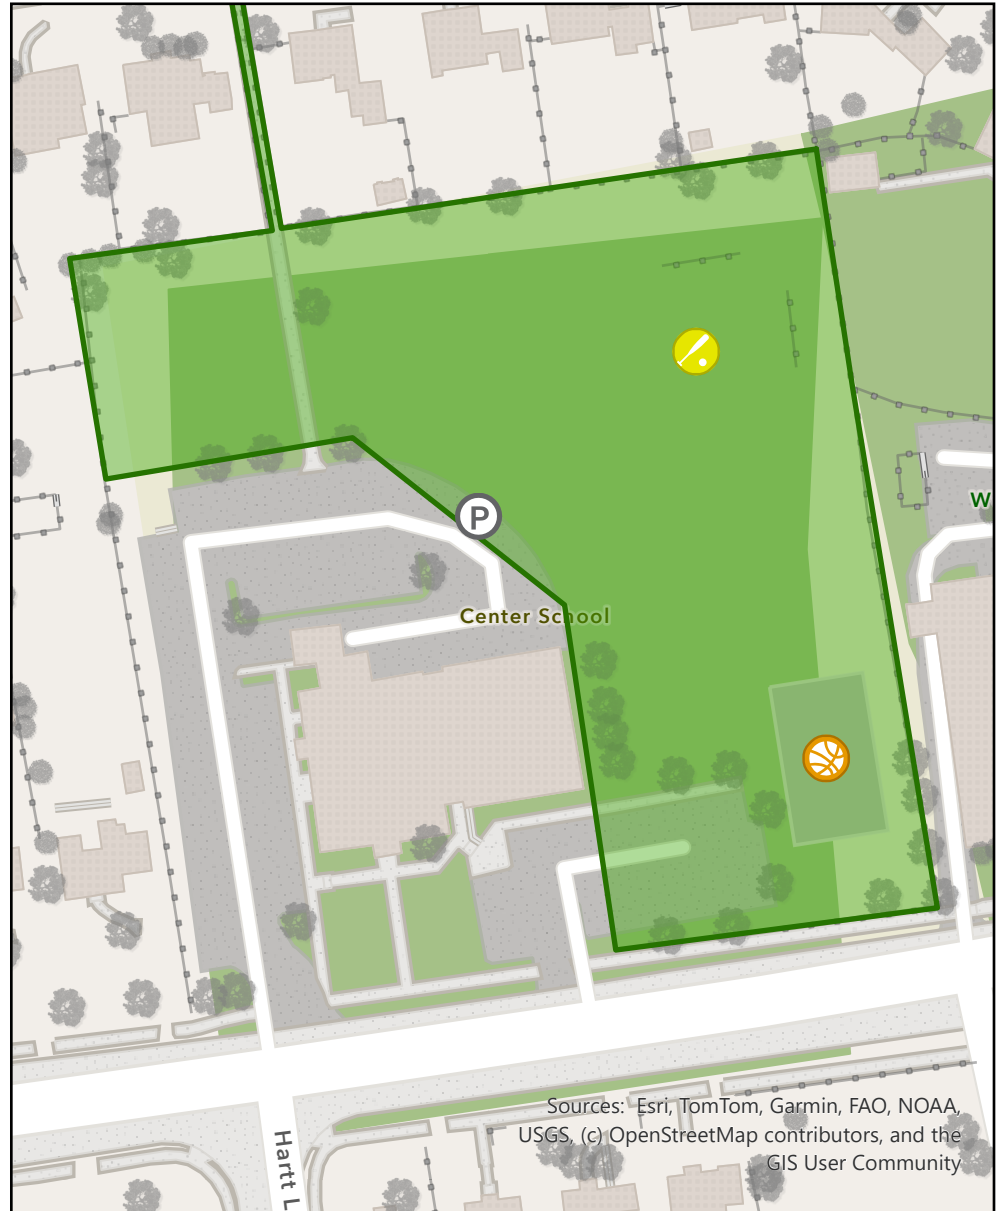 P
W
Center School
Hartt L
Sources: Esri, TomTom, Garmin, FAO, NOAA,
USGS, (c) OpenStreetMap contributors, and the
GIS User Community